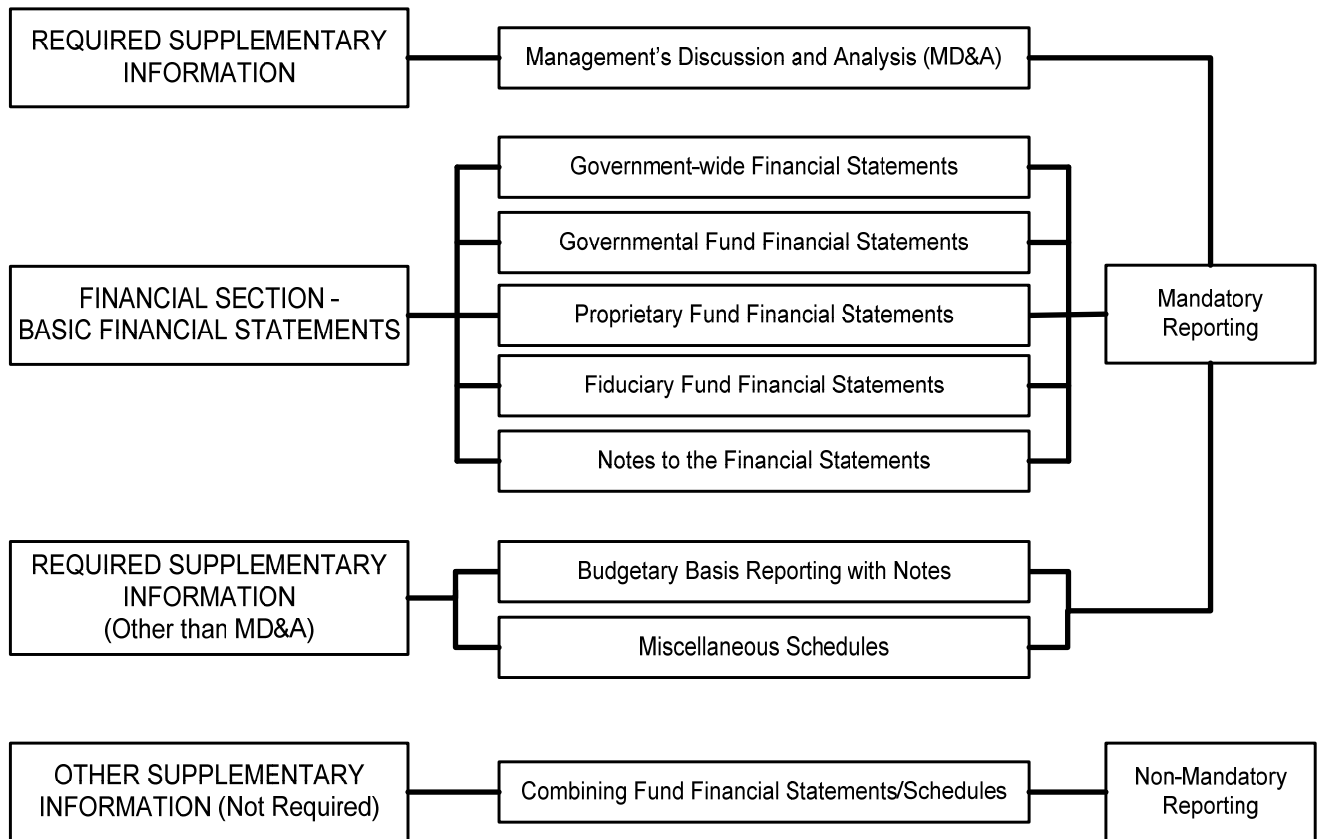 REQUIRED SUPPLEMENTARY
INFORMATION
Management's Discussion and Analysis (MD&A)
Government-wide Financial Statements
Governmental Fund Financial Statements
FINANCIAL SECTION -
BASIC FINANCIAL STATEMENTS
Proprietary Fund Financial Statements
Mandatory
Reporting
Fiduciary Fund Financial Statements
Notes to the Financial Statements
REQUIRED SUPPLEMENTARY
INFORMATION
(Other than MD&A)
Budgetary Basis Reporting with Notes
Miscellaneous Schedules
OTHER SUPPLEMENTARY
INFORMATION (Not Required)
Combining Fund Financial Statements/Schedules
Non-Mandatory
Reporting